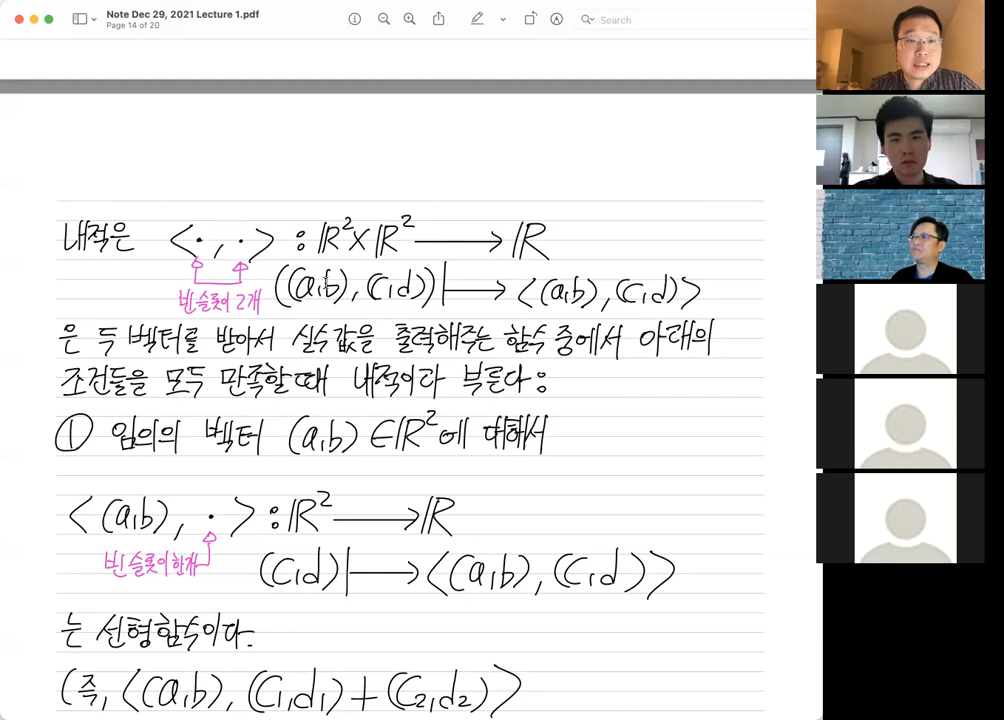 Note Dec 29, 2021 Lecture 1.pdf
Page 14 of 20
Search
내적은 <·, ·> : ℝ² × ℝ² ⟶ ℝ
빈 슬롯이 2개
((a,b), (c,d)) ⟼ <(a,b), (c,d)>
은 두 벡터를 받아서 실수값을 출력해주는 함수 중에서 아래의
조건들을 모두 만족할 때 내적이라 부른다:
① 임의의 벡터 (a,b) ∈ ℝ²에 대해서
<(a,b), ·> : ℝ² ⟶ ℝ
빈 슬롯이 한개
(c,d) ⟼ <(a,b), (c,d)>
는 선형함수이다.
(즉, <(a,b), (c₁,d₁) + (c₂,d₂)>